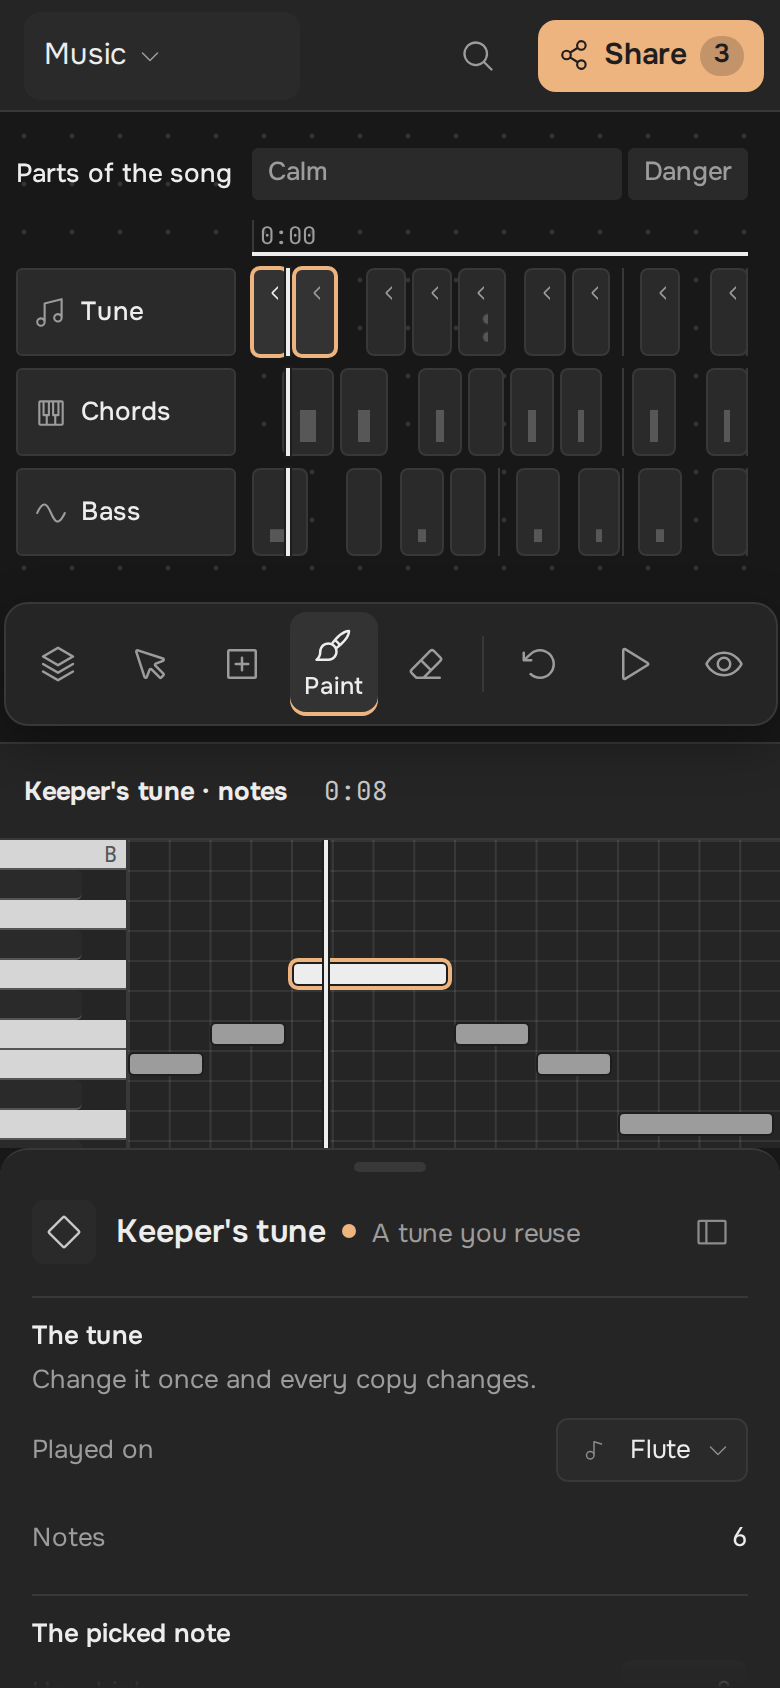 Music
Share 3
Parts of the song
Calm
Danger
0:00
Tune
Chords
Bass
Paint
Keeper's tune · notes 0:08
B
Keeper's tune
A tune you reuse
The tune
Change it once and every copy changes.
Played on
Flute
Notes
6
The picked note